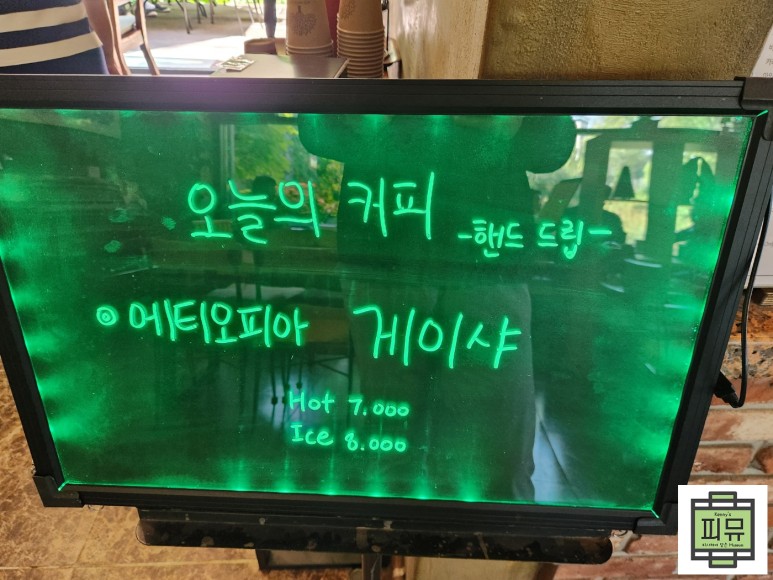 오늘의 커피 -핸드 드립-
◎ 에티오피아 게이샤
Hot 7.000
Ice 8.000
Kenny's
피뮤